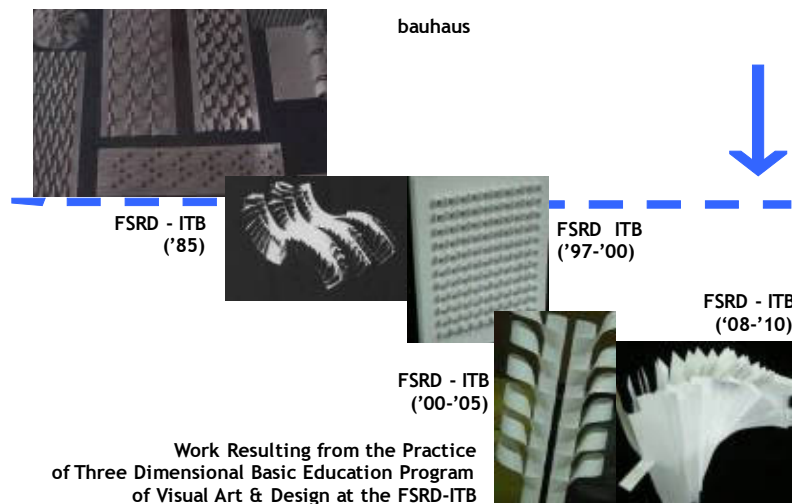 bauhaus
FSRD - ITB
('85)
FSRD ITB
('97-'00)
FSRD - ITB
('08-'10)
FSRD - ITB
('00-'05)
Work Resulting from the Practice
of Three Dimensional Basic Education Program
of Visual Art & Design at the FSRD-ITB